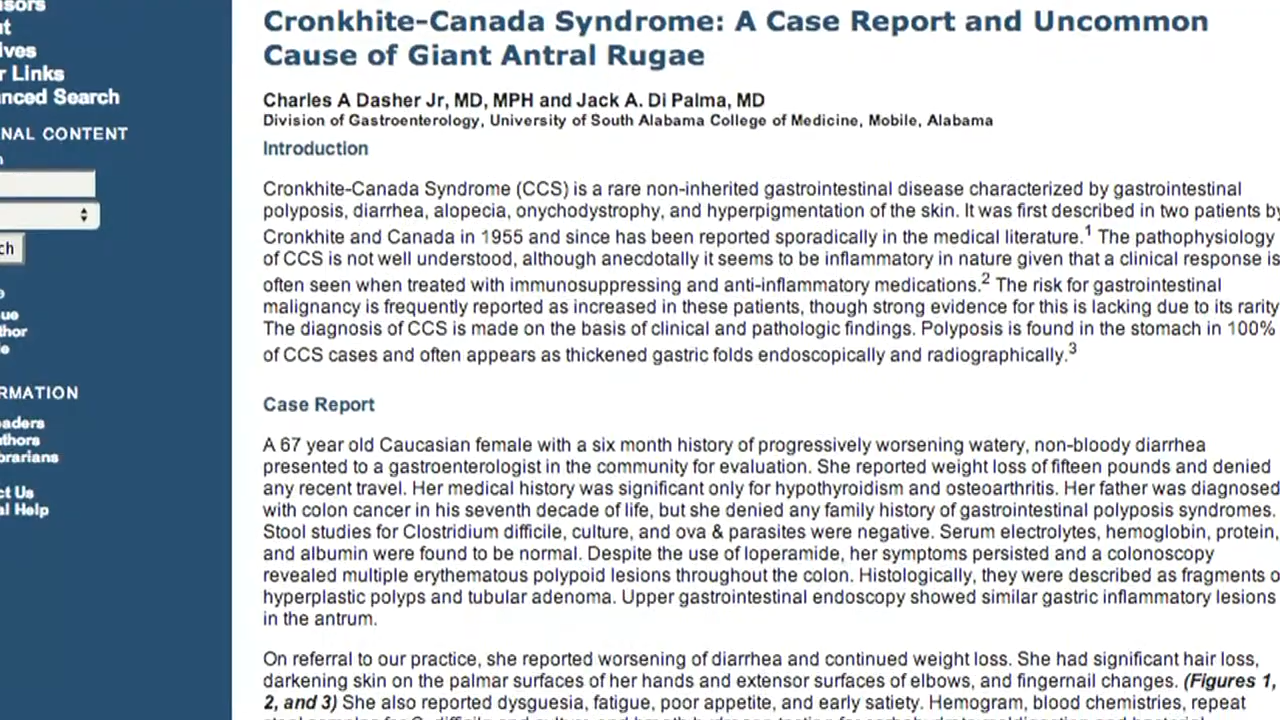 Cronkhite-Canada Syndrome: A Case Report and Uncommon
Cause of Giant Antral Rugae
Charles A Dasher Jr, MD, MPH and Jack A. Di Palma, MD
Division of Gastroenterology, University of South Alabama College of Medicine, Mobile, Alabama
Introduction
Cronkhite-Canada Syndrome (CCS) is a rare non-inherited gastrointestinal disease characterized by gastrointestinal
polyposis, diarrhea, alopecia, onychodystrophy, and hyperpigmentation of the skin. It was first described in two patients by
Cronkhite and Canada in 1955 and since has been reported sporadically in the medical literature.1 The pathophysiology
of CCS is not well understood, although anecdotally it seems to be inflammatory in nature given that a clinical response is
often seen when treated with immunosuppressing and anti-inflammatory medications.2 The risk for gastrointestinal
malignancy is frequently reported as increased in these patients, though strong evidence for this is lacking due to its rarity
The diagnosis of CCS is made on the basis of clinical and pathologic findings. Polyposis is found in the stomach in 100%
of CCS cases and often appears as thickened gastric folds endoscopically and radiographically.3
Case Report
A 67 year old Caucasian female with a six month history of progressively worsening watery, non-bloody diarrhea
presented to a gastroenterologist in the community for evaluation. She reported weight loss of fifteen pounds and denied
any recent travel. Her medical history was significant only for hypothyroidism and osteoarthritis. Her father was diagnosed
with colon cancer in his seventh decade of life, but she denied any family history of gastrointestinal polyposis syndromes.
Stool studies for Clostridium difficile, culture, and ova & parasites were negative. Serum electrolytes, hemoglobin, protein,
and albumin were found to be normal. Despite the use of loperamide, her symptoms persisted and a colonoscopy
revealed multiple erythematous polypoid lesions throughout the colon. Histologically, they were described as fragments o
hyperplastic polyps and tubular adenoma. Upper gastrointestinal endoscopy showed similar gastric inflammatory lesions
in the antrum.
On referral to our practice, she reported worsening of diarrhea and continued weight loss. She had significant hair loss,
darkening skin on the palmar surfaces of her hands and extensor surfaces of elbows, and fingernail changes. (Figures 1,
2, and 3) She also reported dysguesia, fatigue, poor appetite, and early satiety. Hemogram, blood chemistries, repeat
sors
t
ives
r Links
nced Search
NAL CONTENT
ch
ue
thor
RMATION
aders
thors
brarians
ct Us
al Help